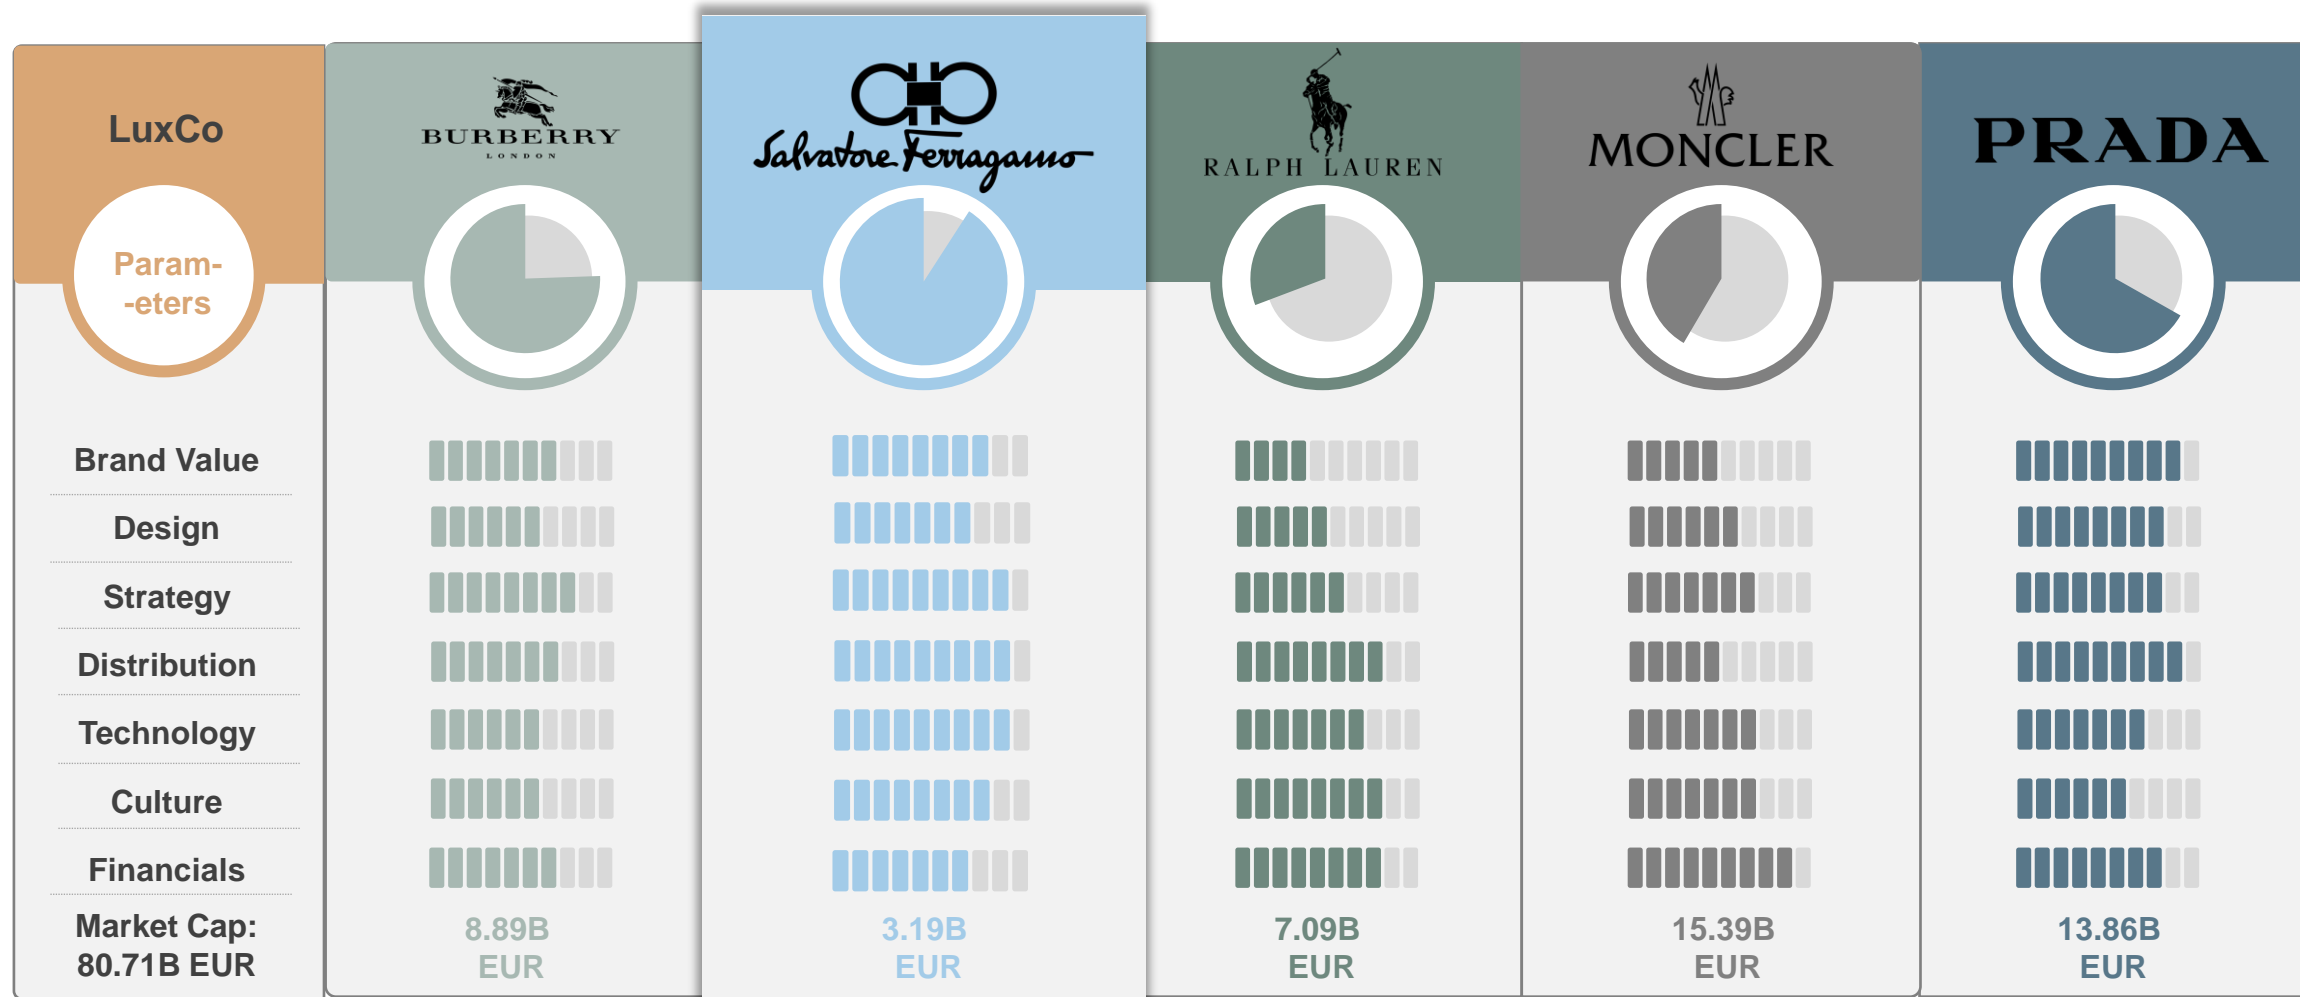 LuxCo
Param-
-eters
BURBERRY
LONDON
Salvatore Ferragamo
RALPH LAUREN
MONCLER
PRADA
Brand Value
Design
Strategy
Distribution
Technology
Culture
Financials
Market Cap:
80.71B EUR
8.89B
EUR
3.19B
EUR
7.09B
EUR
15.39B
EUR
13.86B
EUR